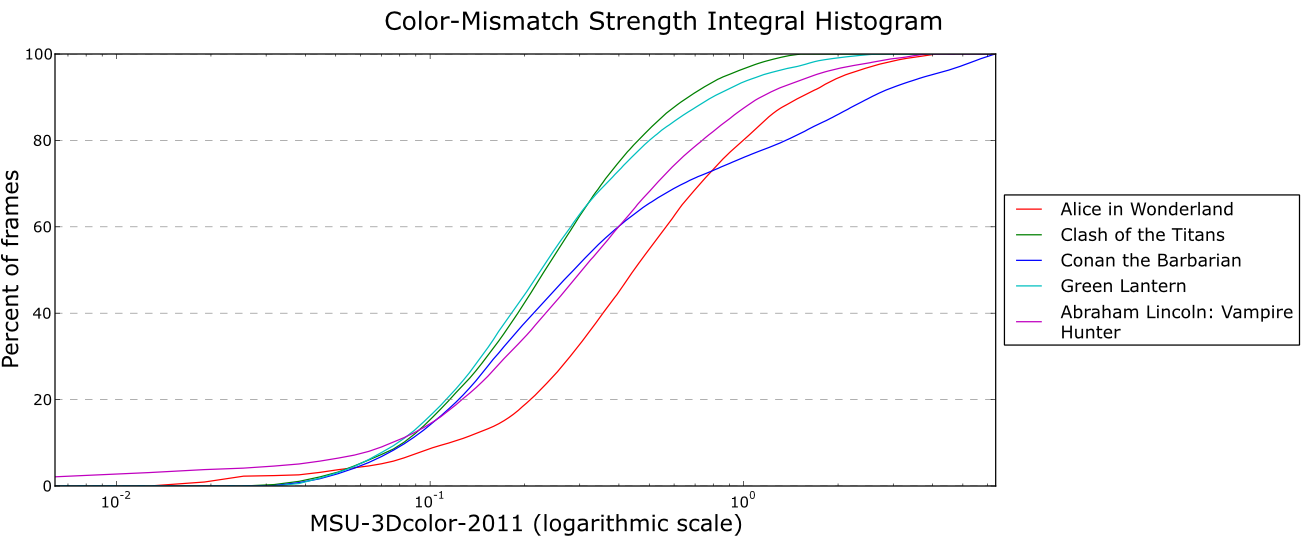 Color-Mismatch Strength Integral Histogram
Percent of frames
100
80
60
40
20
0
10-2
10-1
100
MSU-3Dcolor-2011 (logarithmic scale)
Alice in Wonderland
Clash of the Titans
Conan the Barbarian
Green Lantern
Abraham Lincoln: Vampire
Hunter